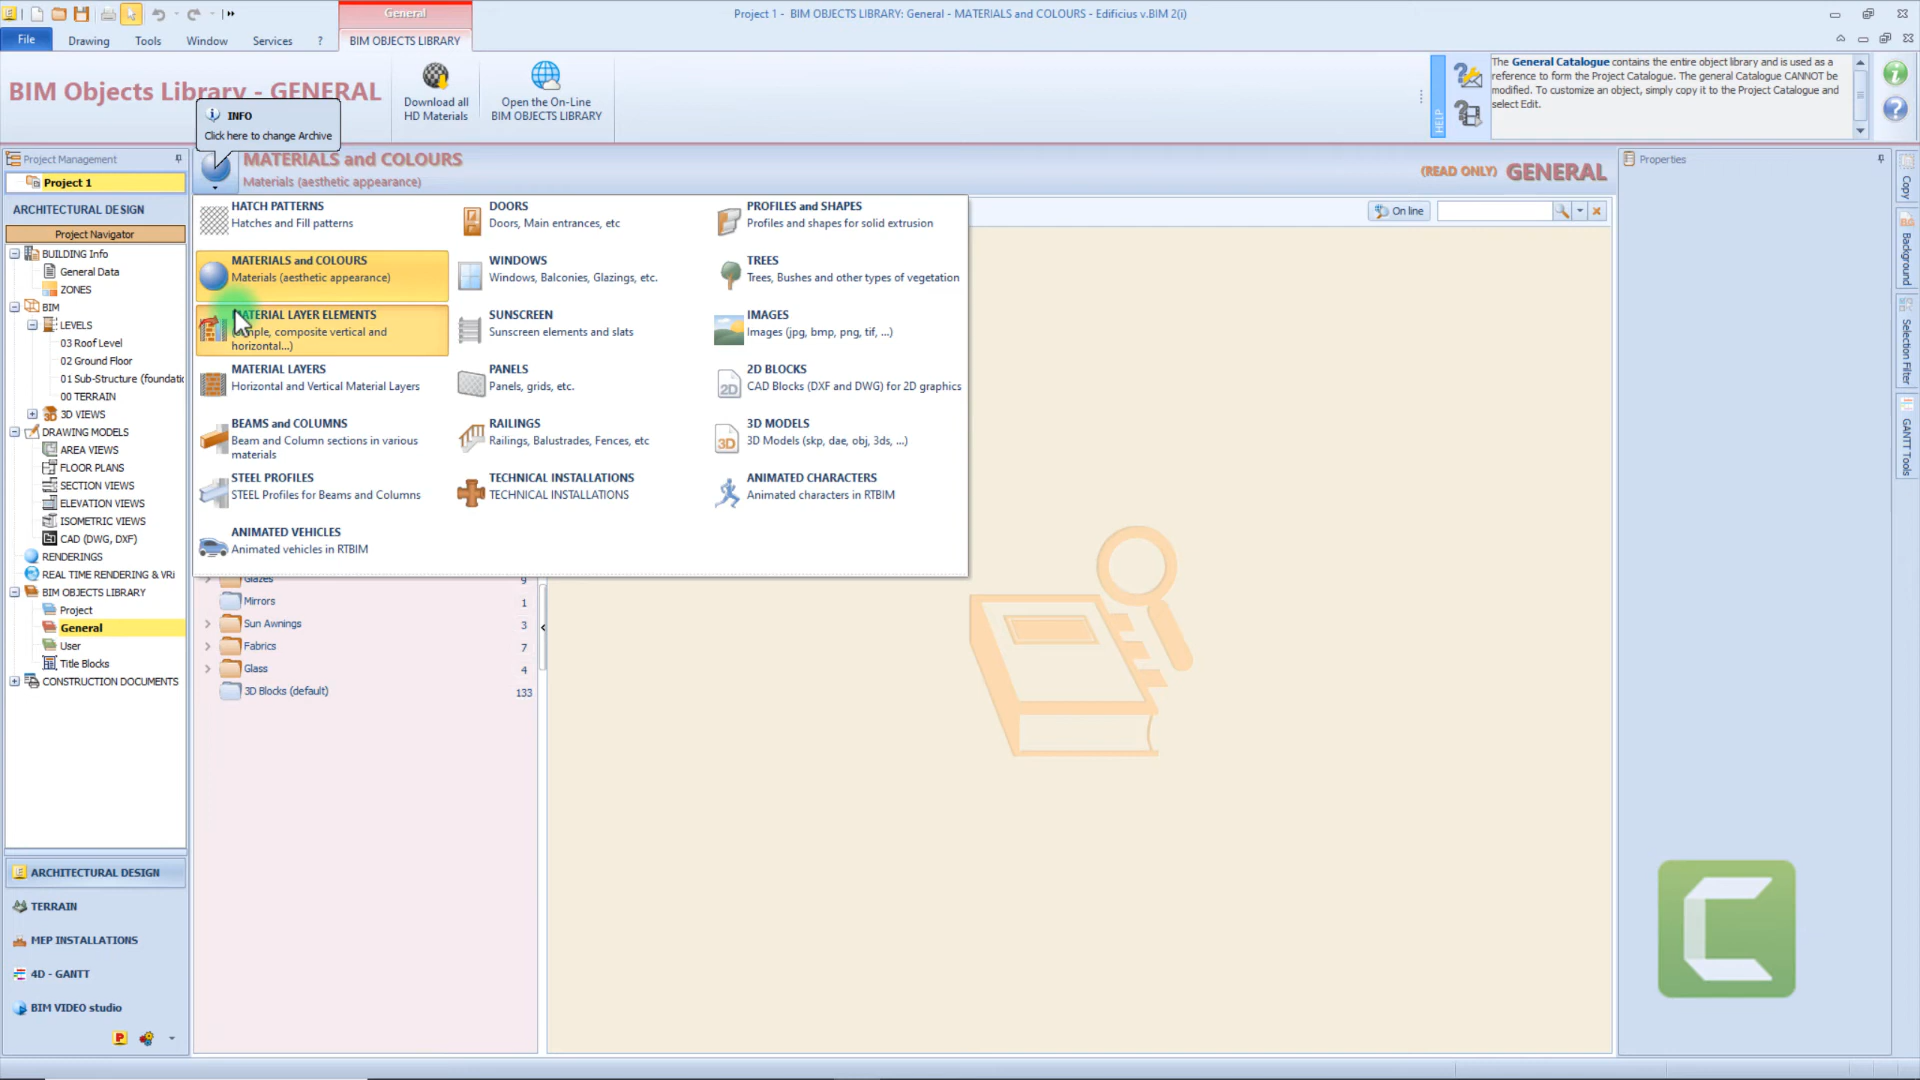 Project 1 - BIM OBJECTS LIBRARY: General - MATERIALS and COLOURS - Edificius v.BIM 2(i)
General
File
Drawing
Tools
Window
Services
?
BIM OBJECTS LIBRARY
BIM Objects Library - GENERAL
Download all
HD Materials
Open the On-Line
BIM OBJECTS LIBRARY
HELP
The General Catalogue contains the entire object library and is used as a
reference to form the Project Catalogue. The general Catalogue CANNOT be
modified. To customize an object, simply copy it to the Project Catalogue and
select Edit.
INFO
Click here to change Archive
Project Management
Project 1
ARCHITECTURAL DESIGN
Project Navigator
BUILDING Info
General Data
ZONES
BIM
LEVELS
03 Roof Level
02 Ground Floor
01 Sub-Structure (foundatic
00 TERRAIN
3D VIEWS
DRAWING MODELS
AREA VIEWS
FLOOR PLANS
SECTION VIEWS
ELEVATION VIEWS
ISOMETRIC VIEWS
CAD (DWG, DXF)
RENDERINGS
REAL TIME RENDERING & VRi
BIM OBJECTS LIBRARY
Project
General
User
Title Blocks
CONSTRUCTION DOCUMENTS
ARCHITECTURAL DESIGN
TERRAIN
MEP INSTALLATIONS
4D - GANTT
BIM VIDEO studio
MATERIALS and COLOURS
Materials (aesthetic appearance)
(READ ONLY) GENERAL
On line
HATCH PATTERNS
Hatches and Fill patterns
MATERIALS and COLOURS
Materials (aesthetic appearance)
MATERIAL LAYER ELEMENTS
composite vertical and
horizontal...)
MATERIAL LAYERS
Horizontal and Vertical Material Layers
BEAMS and COLUMNS
Beam and Column sections in various
materials
STEEL PROFILES
STEEL Profiles for Beams and Columns
ANIMATED VEHICLES
Animated vehicles in RTBIM
DOORS
Doors, Main entrances, etc
WINDOWS
Windows, Balconies, Glazings, etc.
SUNSCREEN
Sunscreen elements and slats
PANELS
Panels, grids, etc.
RAILINGS
Railings, Balustrades, Fences, etc
TECHNICAL INSTALLATIONS
TECHNICAL INSTALLATIONS
PROFILES and SHAPES
Profiles and shapes for solid extrusion
TREES
Trees, Bushes and other types of vegetation
IMAGES
Images (jpg, bmp, png, tif, ...)
2D BLOCKS
CAD Blocks (DXF and DWG) for 2D graphics
3D MODELS
3D Models (skp, dae, obj, 3ds, ...)
ANIMATED CHARACTERS
Animated characters in RTBIM
Glazes 9
Mirrors 1
Sun Awnings 3
Fabrics 7
Glass 4
3D Blocks (default) 133
Properties
Copy
Background
Selection Filter
GANTT Tools